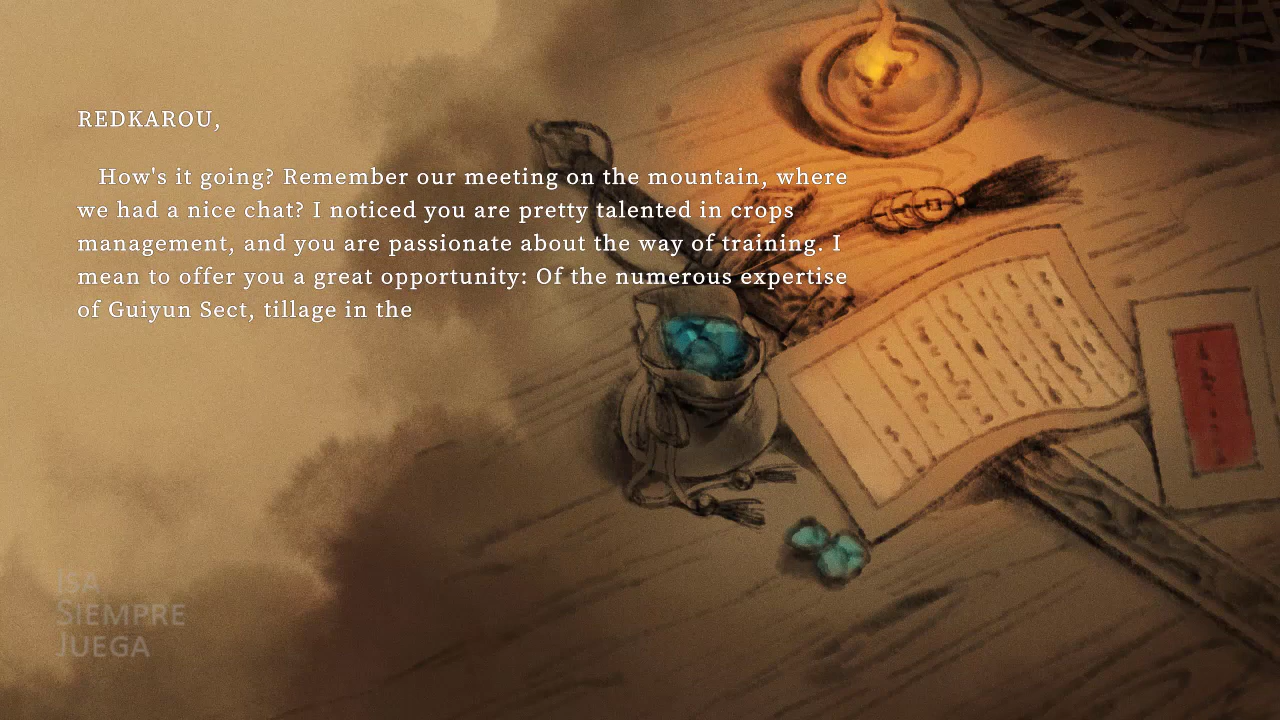 REDKAROU,
How's it going? Remember our meeting on the mountain, where
we had a nice chat? I noticed you are pretty talented in crops
management, and you are passionate about the way of training. I
mean to offer you a great opportunity: Of the numerous expertise
of Guiyun Sect, tillage in the
ISA
SIEMPRE
JUEGA